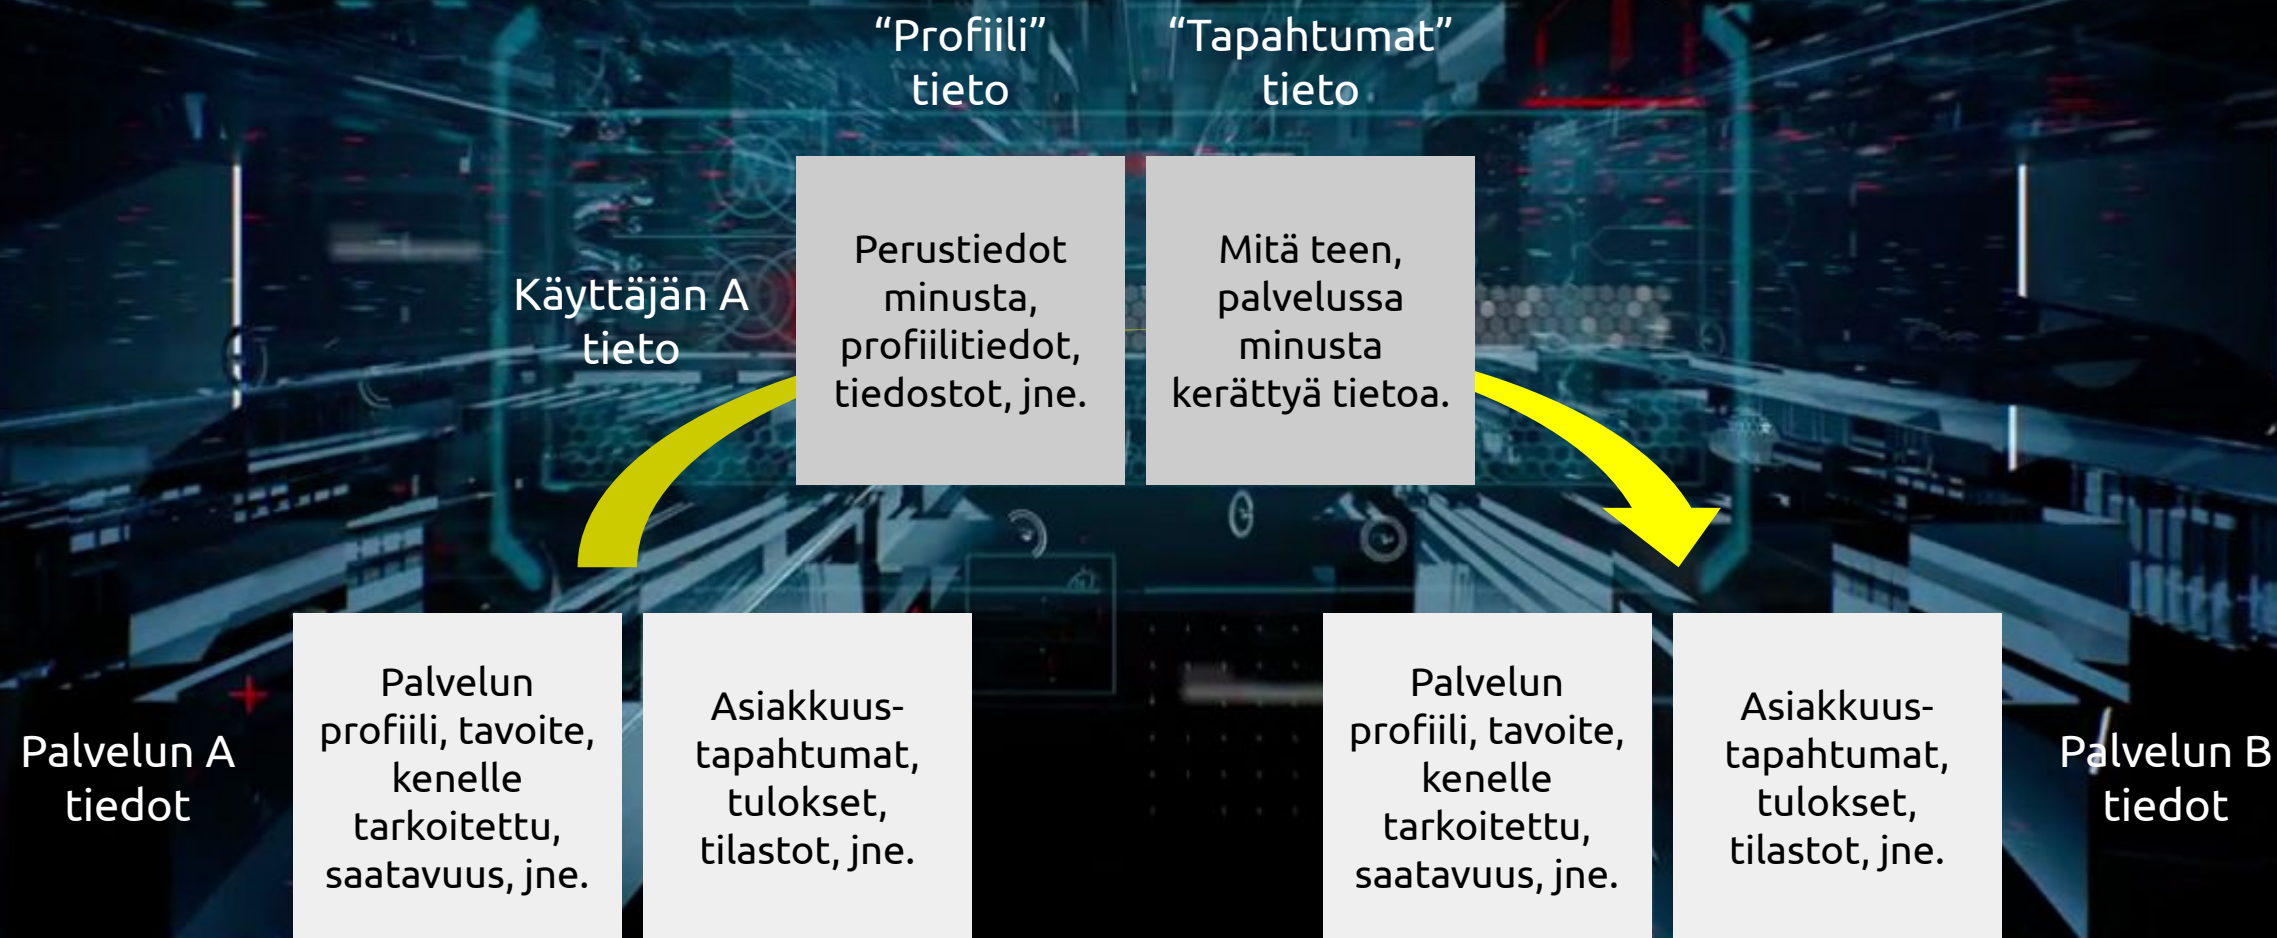 “Profiili”
tieto
“Tapahtumat”
tieto
Käyttäjän A
tieto
Perustiedot
minusta,
profiilitiedot,
tiedostot, jne.
Mitä teen,
palvelussa
minusta
kerättyä tietoa.
Palvelun A
tiedot
Palvelun
profiili, tavoite,
kenelle
tarkoitettu,
saatavuus, jne.
Asiakkuus-
tapahtumat,
tulokset,
tilastot, jne.
Palvelun
profiili, tavoite,
kenelle
tarkoitettu,
saatavuus, jne.
Asiakkuus-
tapahtumat,
tulokset,
tilastot, jne.
Palvelun B
tiedot